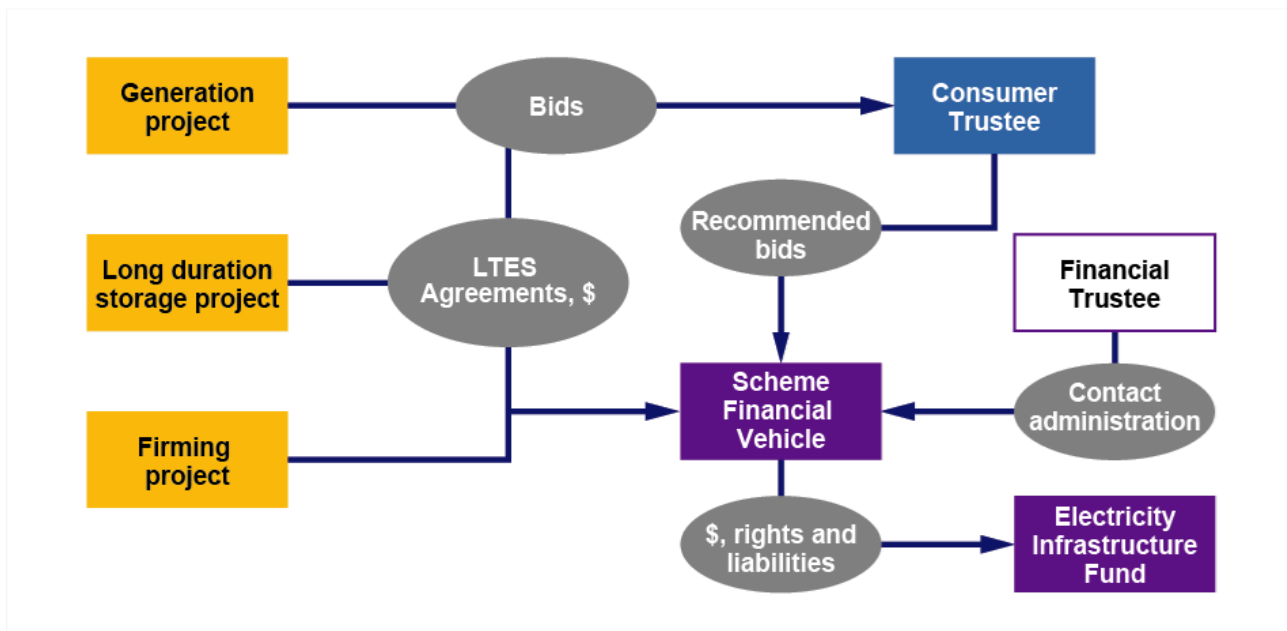 Generation
project
Bids
Consumer
Trustee
Recommended
bids
Long duration
storage project
LTES
Agreements, $
Financial
Trustee
Scheme
Financial
Vehicle
Contact
administration
Firming
project
$, rights and
liabilities
Electricity
Infrastructure
Fund